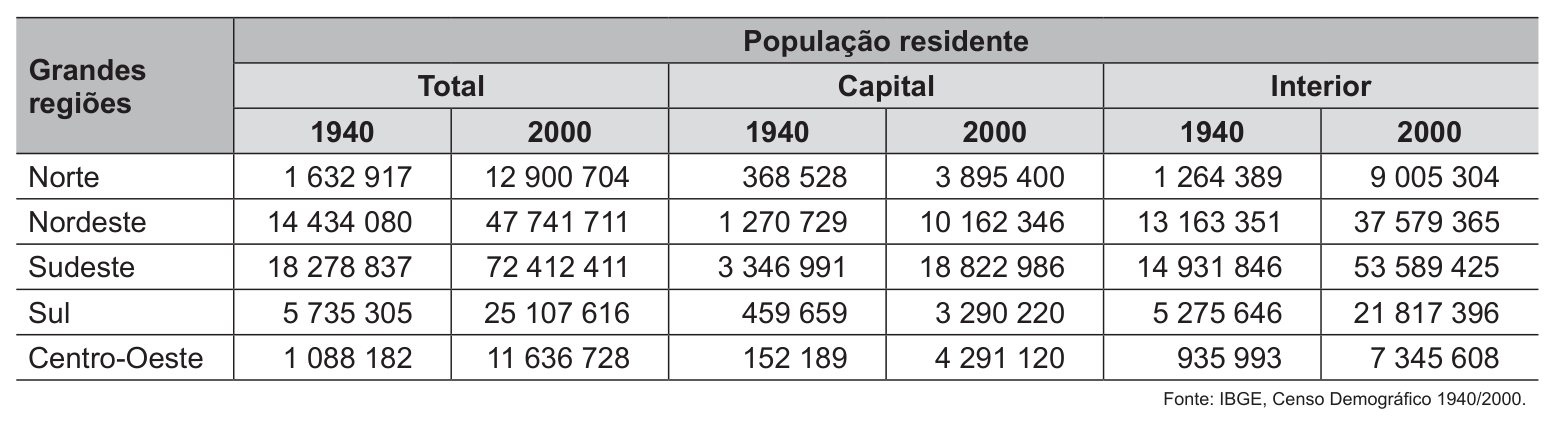 Grandes regiões
População residente
Total Capital Interior
1940 2000 1940 2000 1940 2000
Norte 1 632 917 12 900 704 368 528 3 895 400 1 264 389 9 005 304
Nordeste 14 434 080 47 741 711 1 270 729 10 162 346 13 163 351 37 579 365
Sudeste 18 278 837 72 412 411 3 346 991 18 822 986 14 931 846 53 589 425
Sul 5 735 305 25 107 616 459 659 3 290 220 5 275 646 21 817 396
Centro-Oeste 1 088 182 11 636 728 152 189 4 291 120 935 993 7 345 608
Fonte: IBGE, Censo Demográfico 1940/2000.